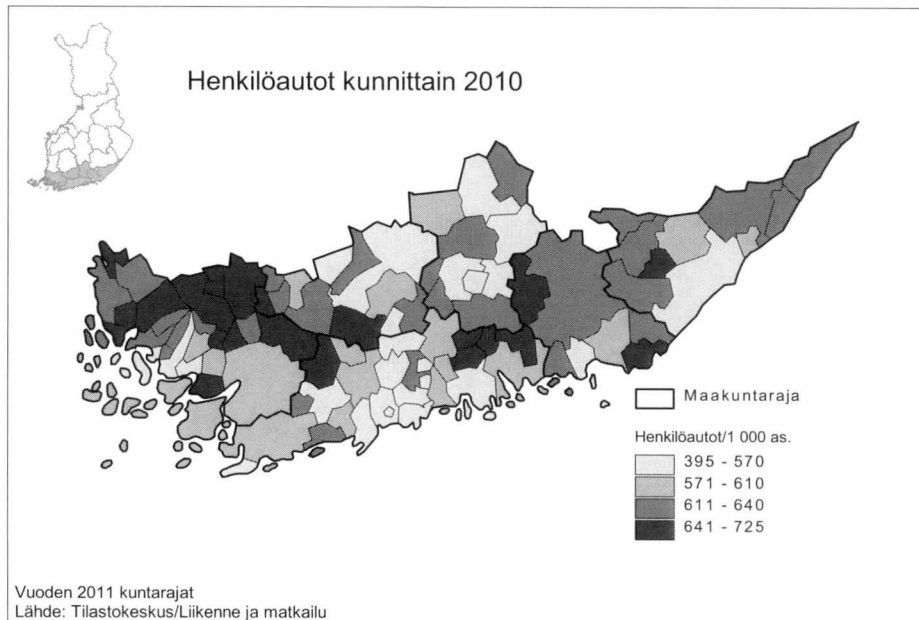 Henkilöautot kunnittain 2010
Maakuntaraja
Henkilöautot/1 000 as.
395 - 570
571 - 610
611 - 640
641 - 725
Vuoden 2011 kuntarajat
Lähde: Tilastokeskus/Liikenne ja matkailu